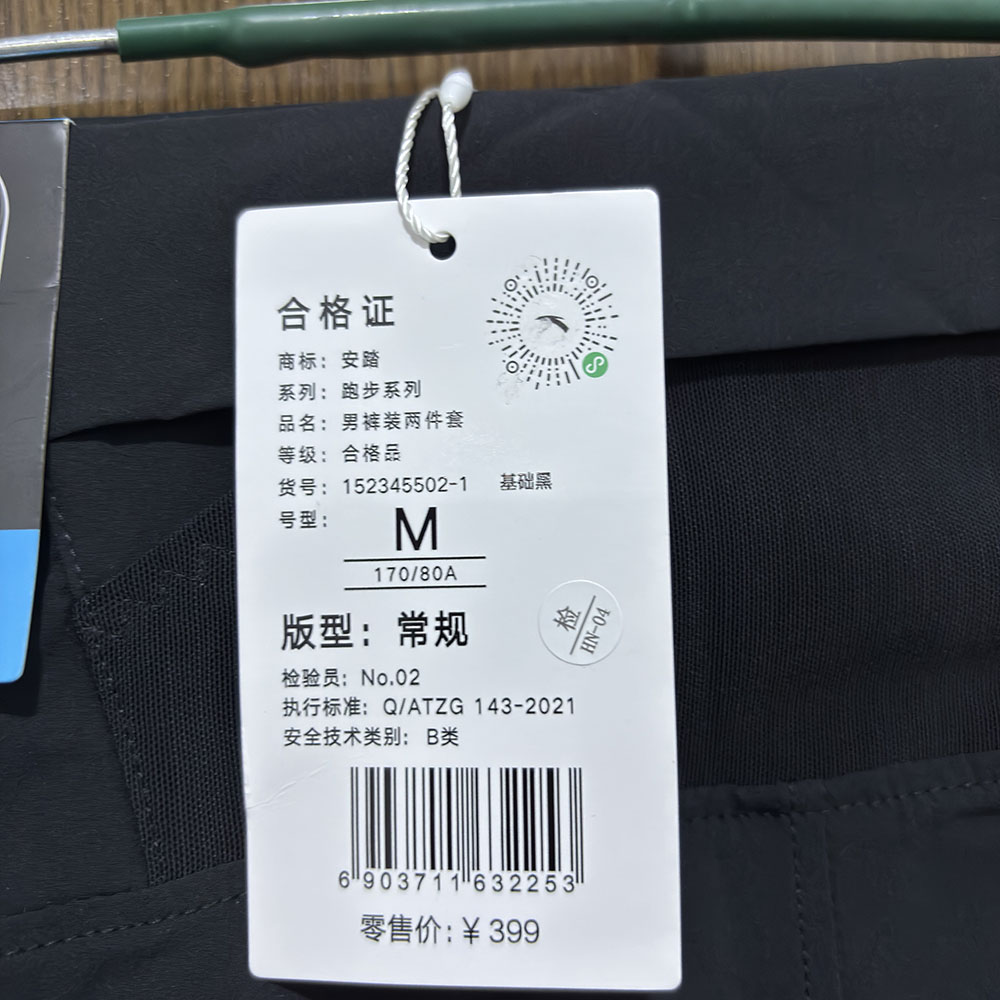 合格证
商标：安踏
系列：跑步系列
品名：男裤装两件套
等级：合格品
货号：152345502-1 基础黑
号型：M
170/80A
版型：常规
检
HN-04
检验员：No.02
执行标准：Q/ATZG 143-2021
安全技术类别：B类
6 903711 632253
零售价：¥ 399